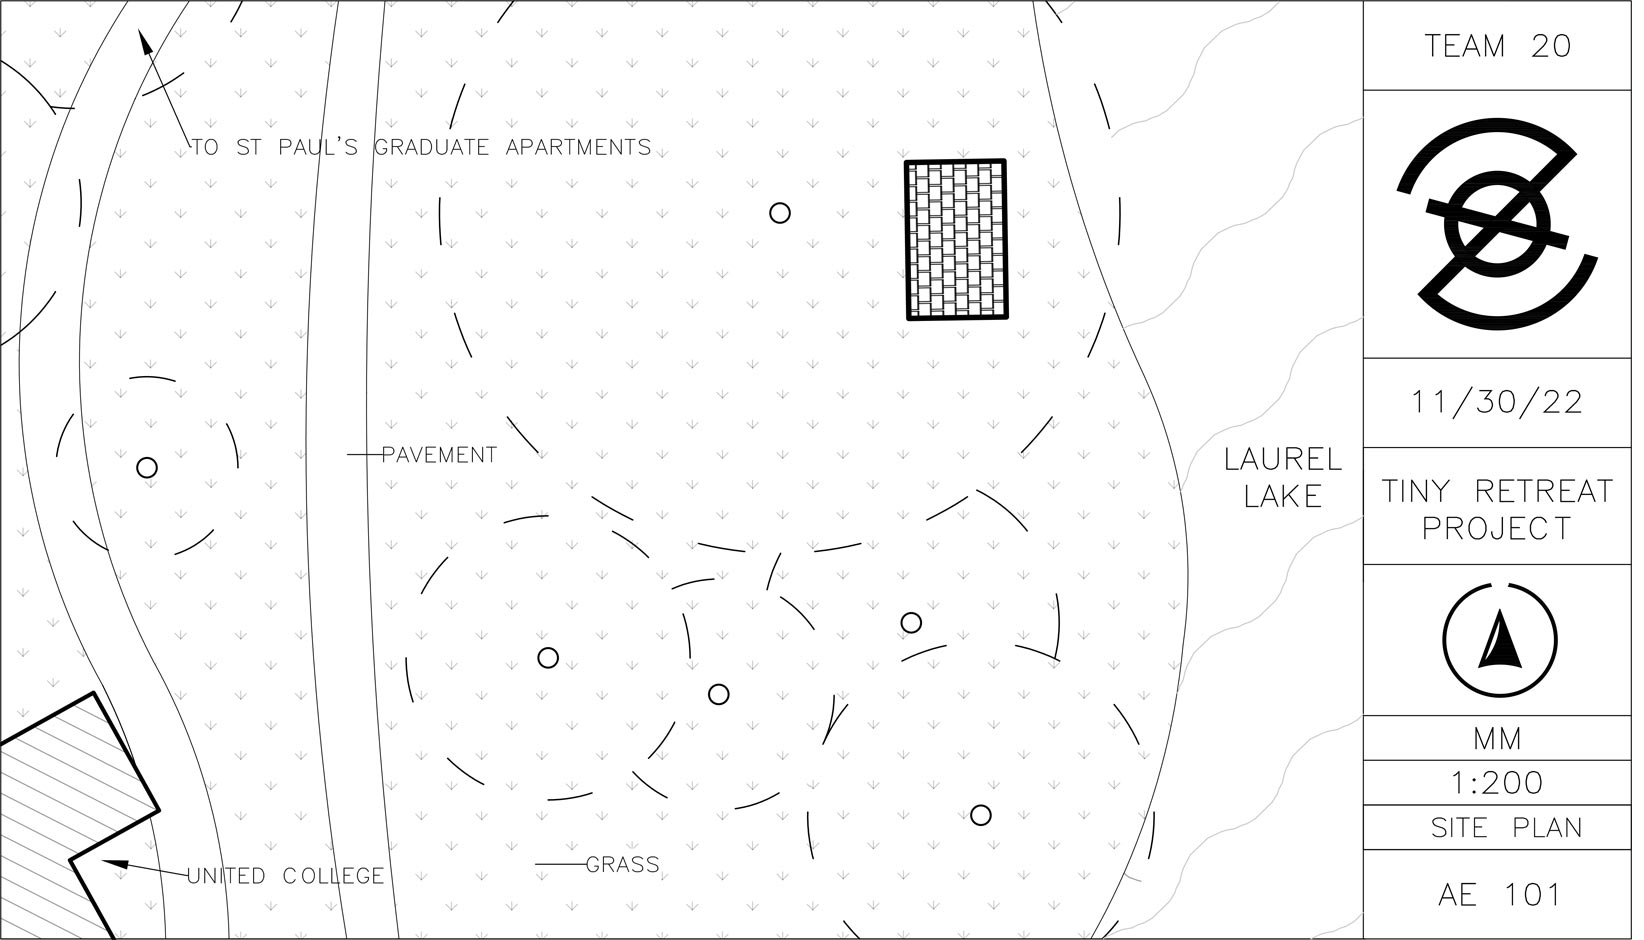 TO ST PAUL'S GRADUATE APARTMENTS
PAVEMENT
GRASS
UNITED COLLEGE
LAUREL
LAKE
TEAM 20
11/30/22
TINY RETREAT
PROJECT
MM
1:200
SITE PLAN
AE 101